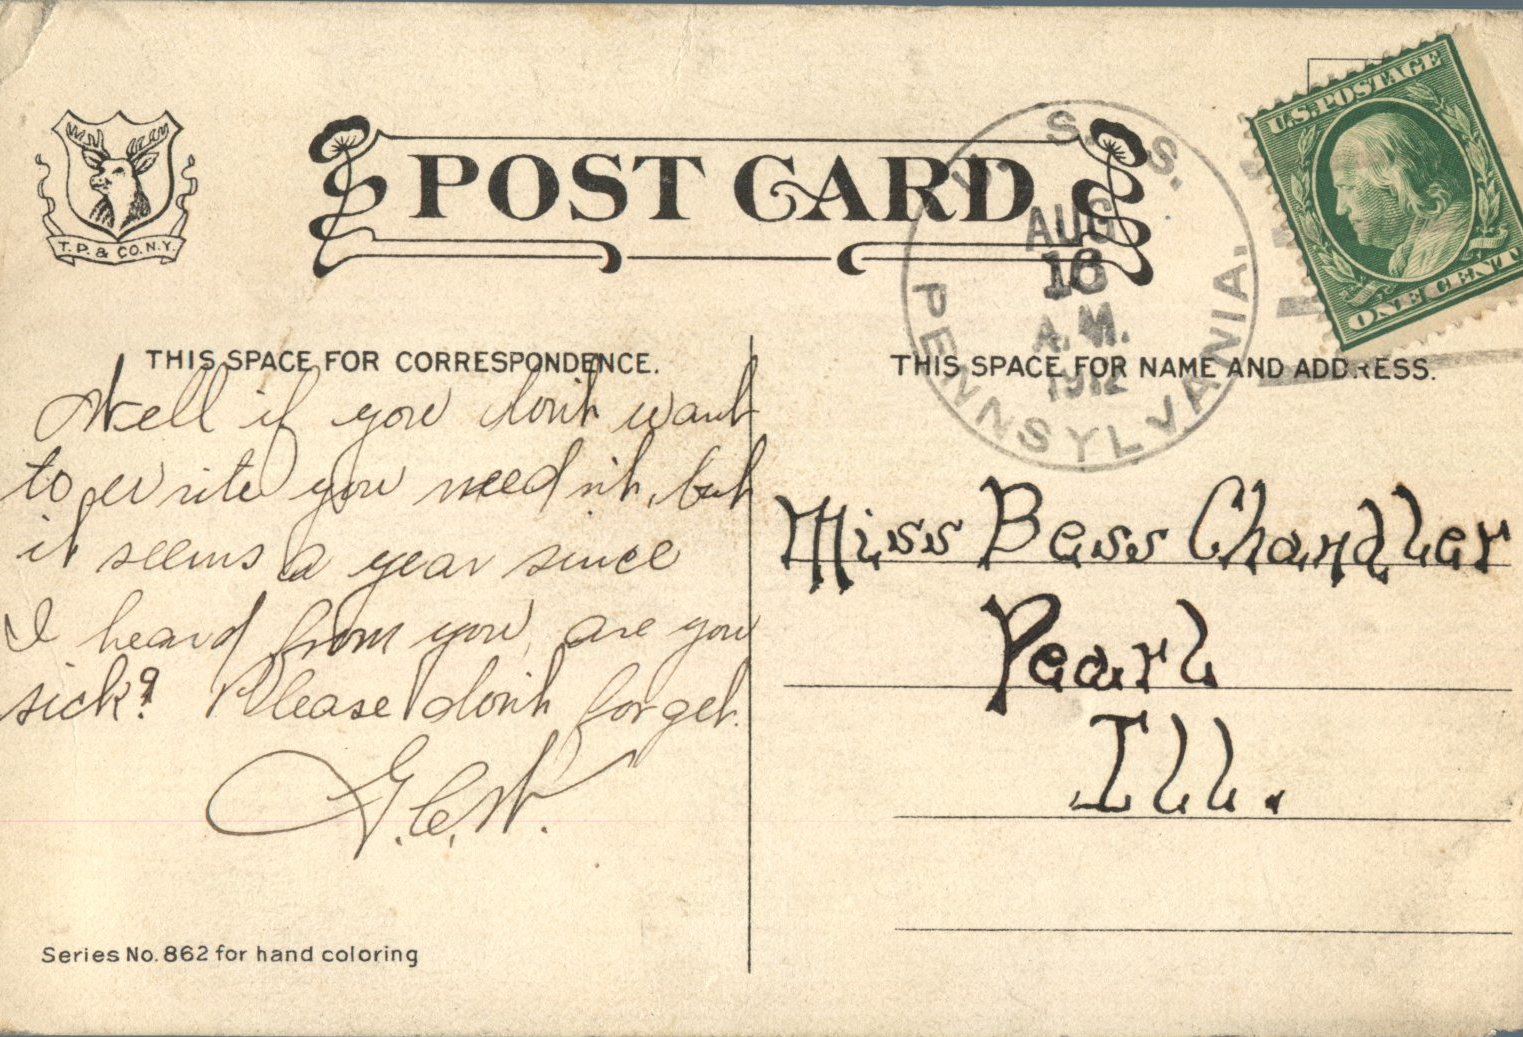 T. P. & CO. N.Y.
POST CARD
U. S. S.
AUG
16
A.M.
1912
PENNSYLVANIA.
U.S. POSTAGE
ONE CENT
THIS SPACE FOR CORRESPONDENCE.
Well if you don't want
to write you needn't, but
it seems a year since
I heard from you, are you
sick? Please don't forget.
G.C.W.
Series No. 862 for hand coloring
THIS SPACE FOR NAME AND ADDRESS.
Miss Bess Chandler
Pearl
Ill.